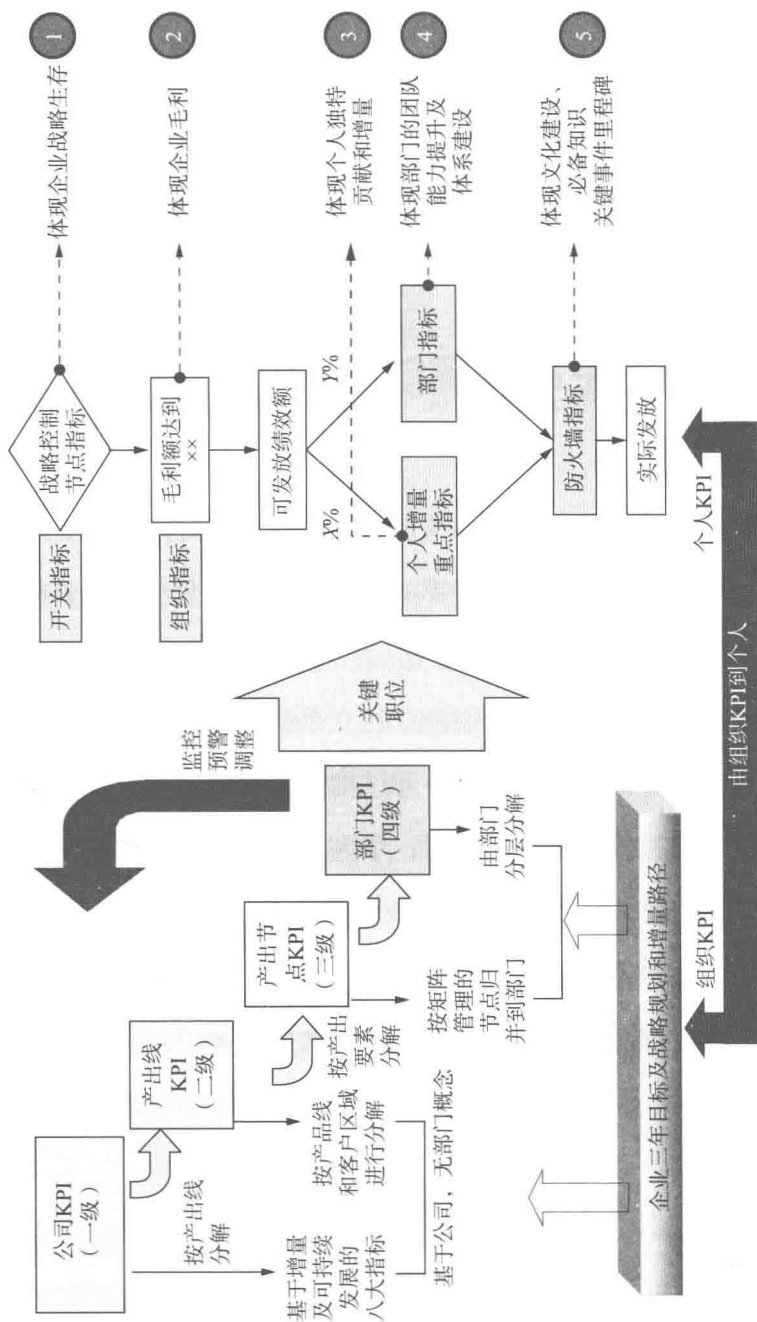 公司KPI
（一级）
按产出线
分解
基于增量
及可持续
发展的
八大指标
产出线
KPI
（二级）
按产品线
和客户区域
进行分解
基于公司，无部门概念
按产出
要素
分解
产出节
点KPI
（三级）
按矩阵
管理的
节点归
并到部门
部门KPI
（四级）
由部门
分层分解
监控
预警
调整
关键
职位
企业三年目标及战略规划和增量路径
组织KPI
由组织KPI到个人
个人KPI
开关指标
战略控制
节点指标
体现企业战略生存
1
组织指标
毛利额达到
××
体现企业毛利
2
可发放绩效额
X%
Y%
体现个人独特
贡献和增量
3
个人增量
重点指标
部门指标
体现部门的团队
能力提升及
体系建设
4
防火墙指标
体现文化建设、
必备知识
关键事件里程碑
5
实际发放